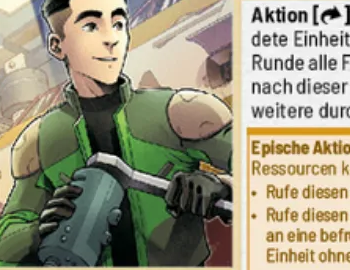 Aktion [
dete Einheit
Runde alle F
nach dieser
weitere durc
Epische Aktio
Ressourcen k
• Rufe diesen
• Rufe diesen
an eine befr
Einheit ohne